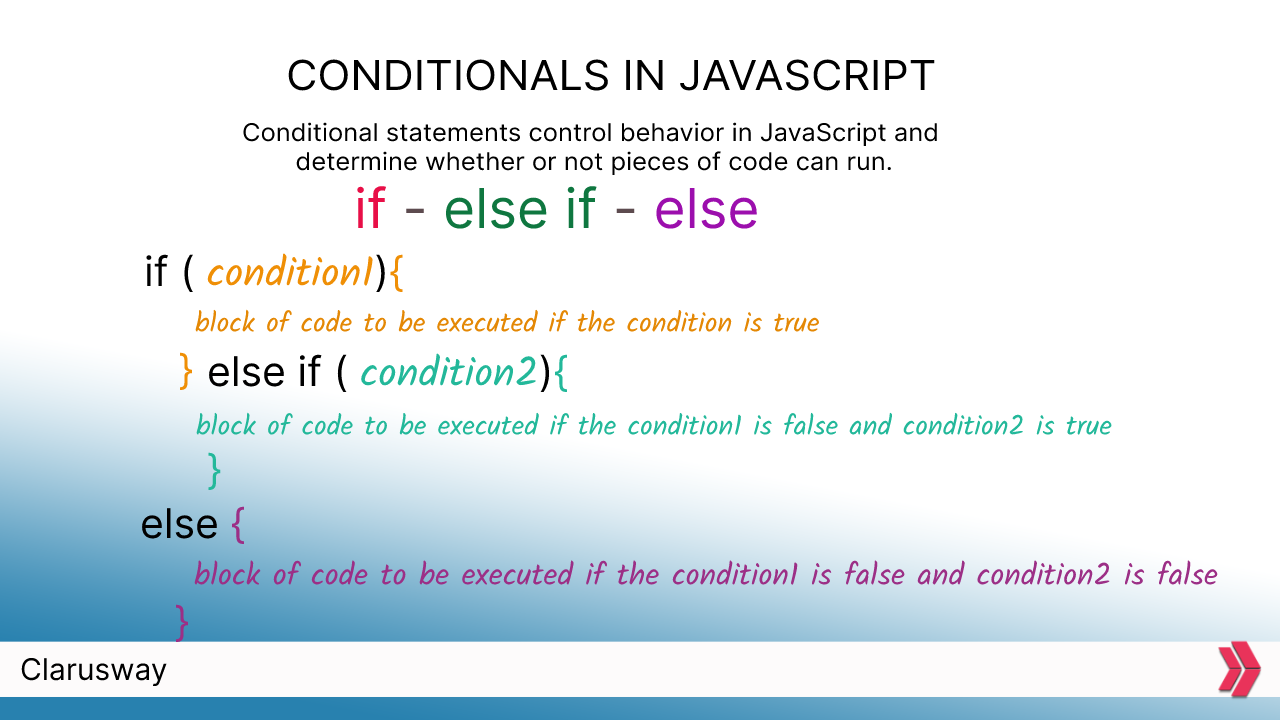 CONDITIONALS IN JAVASCRIPT
Conditional statements control behavior in JavaScript and
determine whether or not pieces of code can run.
if - else if - else
if ( condition1){
block of code to be executed if the condition is true
} else if ( condition2){
block of code to be executed if the condition1 is false and condition2 is true
}
else {
block of code to be executed if the condition1 is false and condition2 is false
}
Clarusway